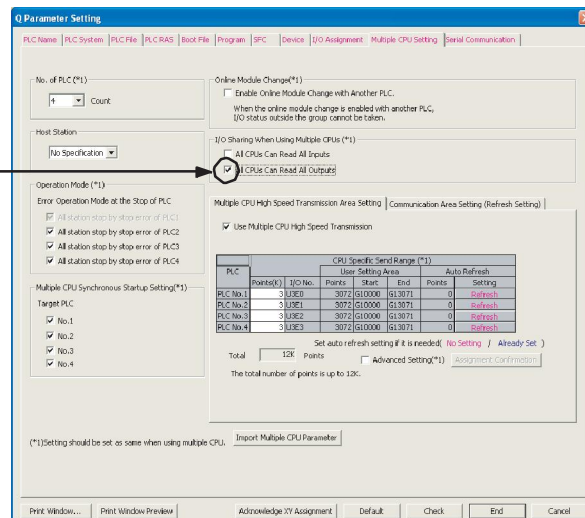 Q Parameter Setting
PLC Name PLC System PLC File PLC RAS Boot File Program SFC Device I/O Assignment Multiple CPU Setting Serial Communication
No. of PLC (*1)
4 Count
Host Station
No Specification
Operation Mode (*1)
Error Operation Mode at the Stop of PLC
All station stop by stop error of PLC1
All station stop by stop error of PLC2
All station stop by stop error of PLC3
All station stop by stop error of PLC4
Multiple CPU Synchronous Startup Setting(*1)
Target PLC
No.1
No.2
No.3
No.4
Online Module Change(*1)
Enable Online Module Change with Another PLC.
When the online module change is enabled with another PLC,
I/O status outside the group cannot be taken.
I/O Sharing When Using Multiple CPUs (*1)
All CPUs Can Read All Inputs
All CPUs Can Read All Outputs
Multiple CPU High Speed Transmission Area Setting Communication Area Setting (Refresh Setting)
Use Multiple CPU High Speed Transmission
CPU Specific Send Range (*1)
PLC User Setting Area Auto Refresh
Points(K) I/O No. Points Start End Points Setting
PLC No.1 3 U3E0 3072 G10000 G13071 0 Refresh
PLC No.2 3 U3E1 3072 G10000 G13071 0 Refresh
PLC No.3 3 U3E2 3072 G10000 G13071 0 Refresh
PLC No.4 3 U3E3 3072 G10000 G13071 0 Refresh
Set auto refresh setting if it is needed( No Setting / Already Set )
Total 12K Points Advanced Setting(*1) Assignment Confirmation
The total number of points is up to 12K.
(*1)Setting should be set as same when using multiple CPU. Import Multiple CPU Parameter
Print Window... Print Window Preview Acknowledge XY Assignment Default Check End Cancel